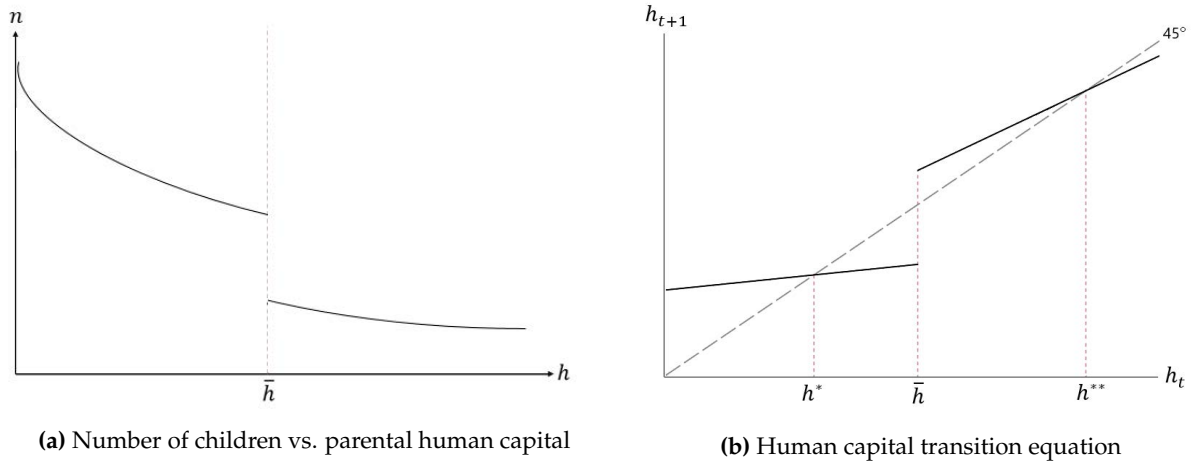 n
h
h̄
(a) Number of children vs. parental human capital
h_{t+1}
45°
h*
h̄
h**
h_t
(b) Human capital transition equation